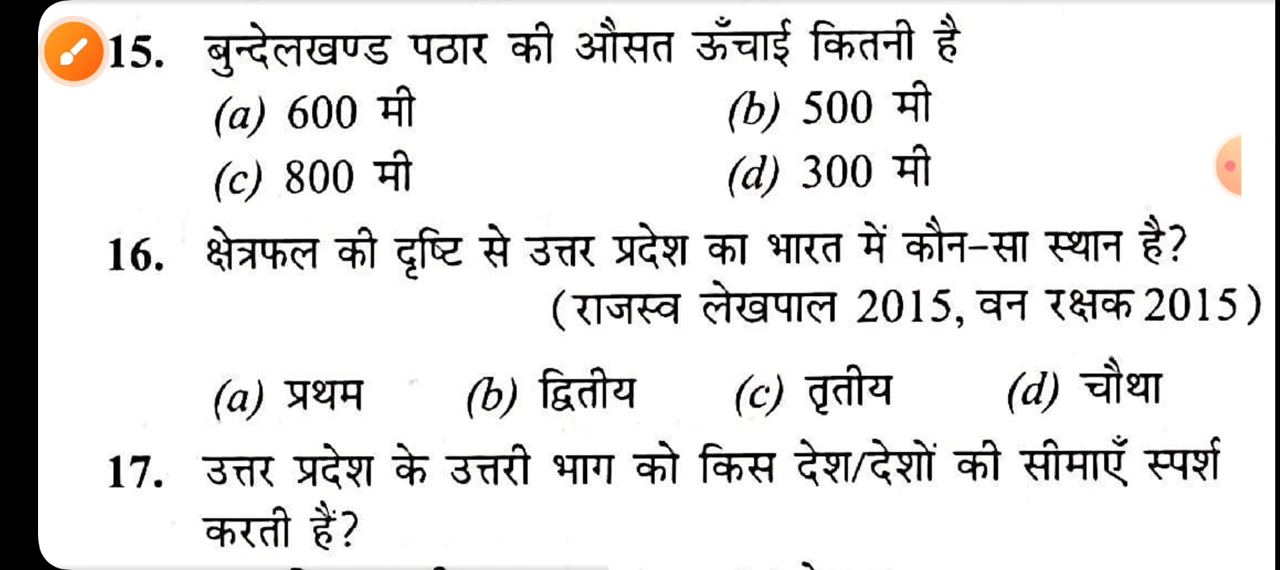 15. बुन्देलखण्ड पठार की औसत ऊँचाई कितनी है
(a) 600 मी (b) 500 मी
(c) 800 मी (d) 300 मी
16. क्षेत्रफल की दृष्टि से उत्तर प्रदेश का भारत में कौन-सा स्थान है?
(राजस्व लेखपाल 2015, वन रक्षक 2015)
(a) प्रथम (b) द्वितीय (c) तृतीय (d) चौथा
17. उत्तर प्रदेश के उत्तरी भाग को किस देश/देशों की सीमाएँ स्पर्श
करती हैं?